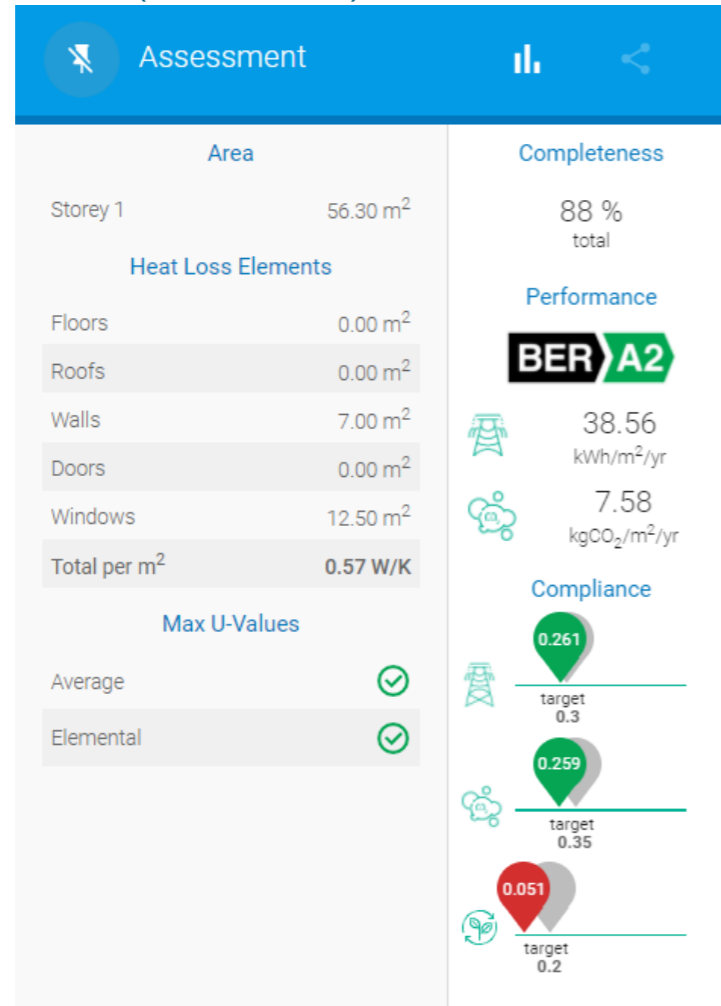 Assessment
Area
Storey 1 56.30 m²
Heat Loss Elements
Floors 0.00 m²
Roofs 0.00 m²
Walls 7.00 m²
Doors 0.00 m²
Windows 12.50 m²
Total per m² 0.57 W/K
Max U-Values
Average
Elemental
Completeness
88 %
total
Performance
BER A2
38.56
kWh/m²/yr
7.58
kgCO₂/m²/yr
Compliance
0.261
target
0.3
0.259
target
0.35
0.051
target
0.2